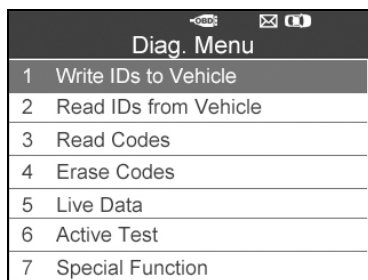 OBD
Diag. Menu
1 Write IDs to Vehicle
2 Read IDs from Vehicle
3 Read Codes
4 Erase Codes
5 Live Data
6 Active Test
7 Special Function